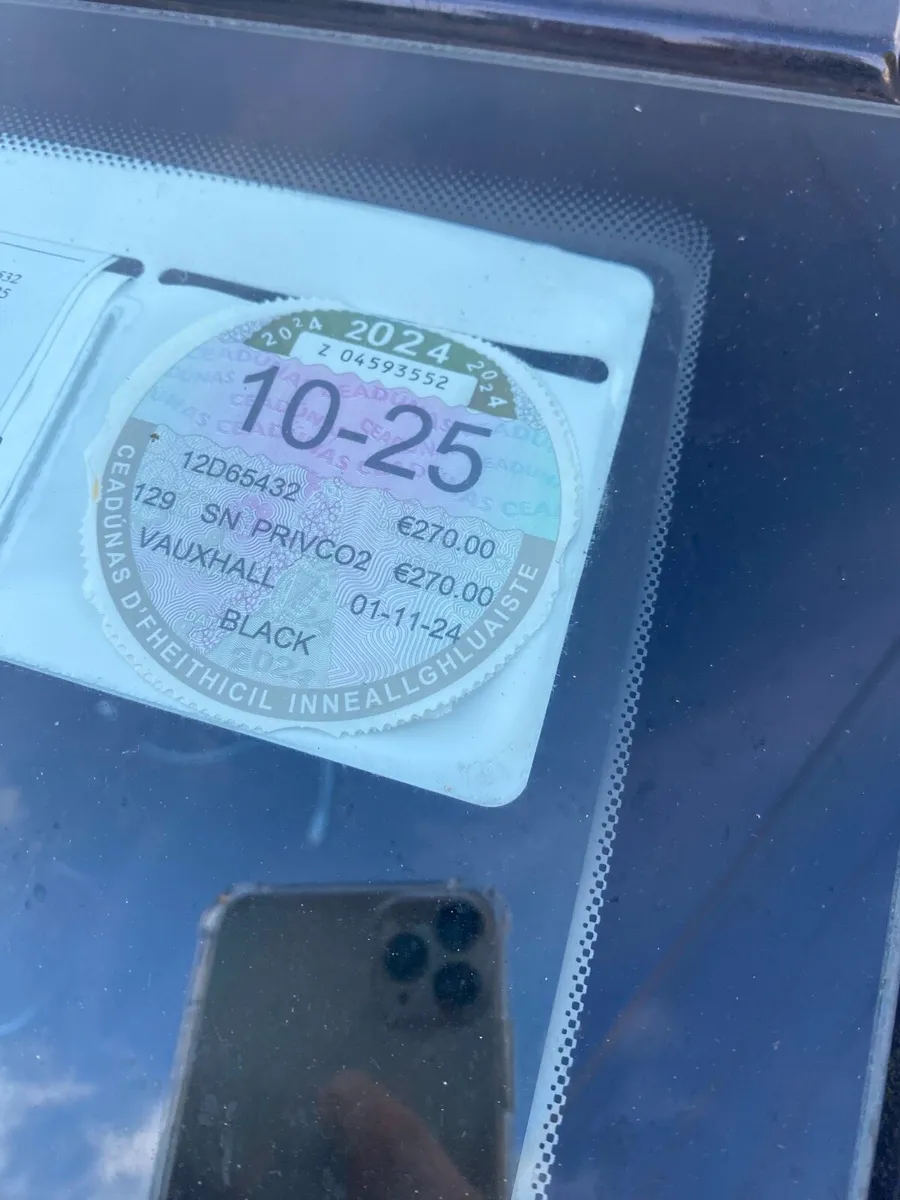 2024 2024 2024
Z 04593552
10-25
12D65432
€270.00
129 SN PRIVCO2 €270.00
VAUXHALL 01-11-24
BLACK
2024
CEADÚNAS D'FHEITHICIL INNEALLGHLUAISTE